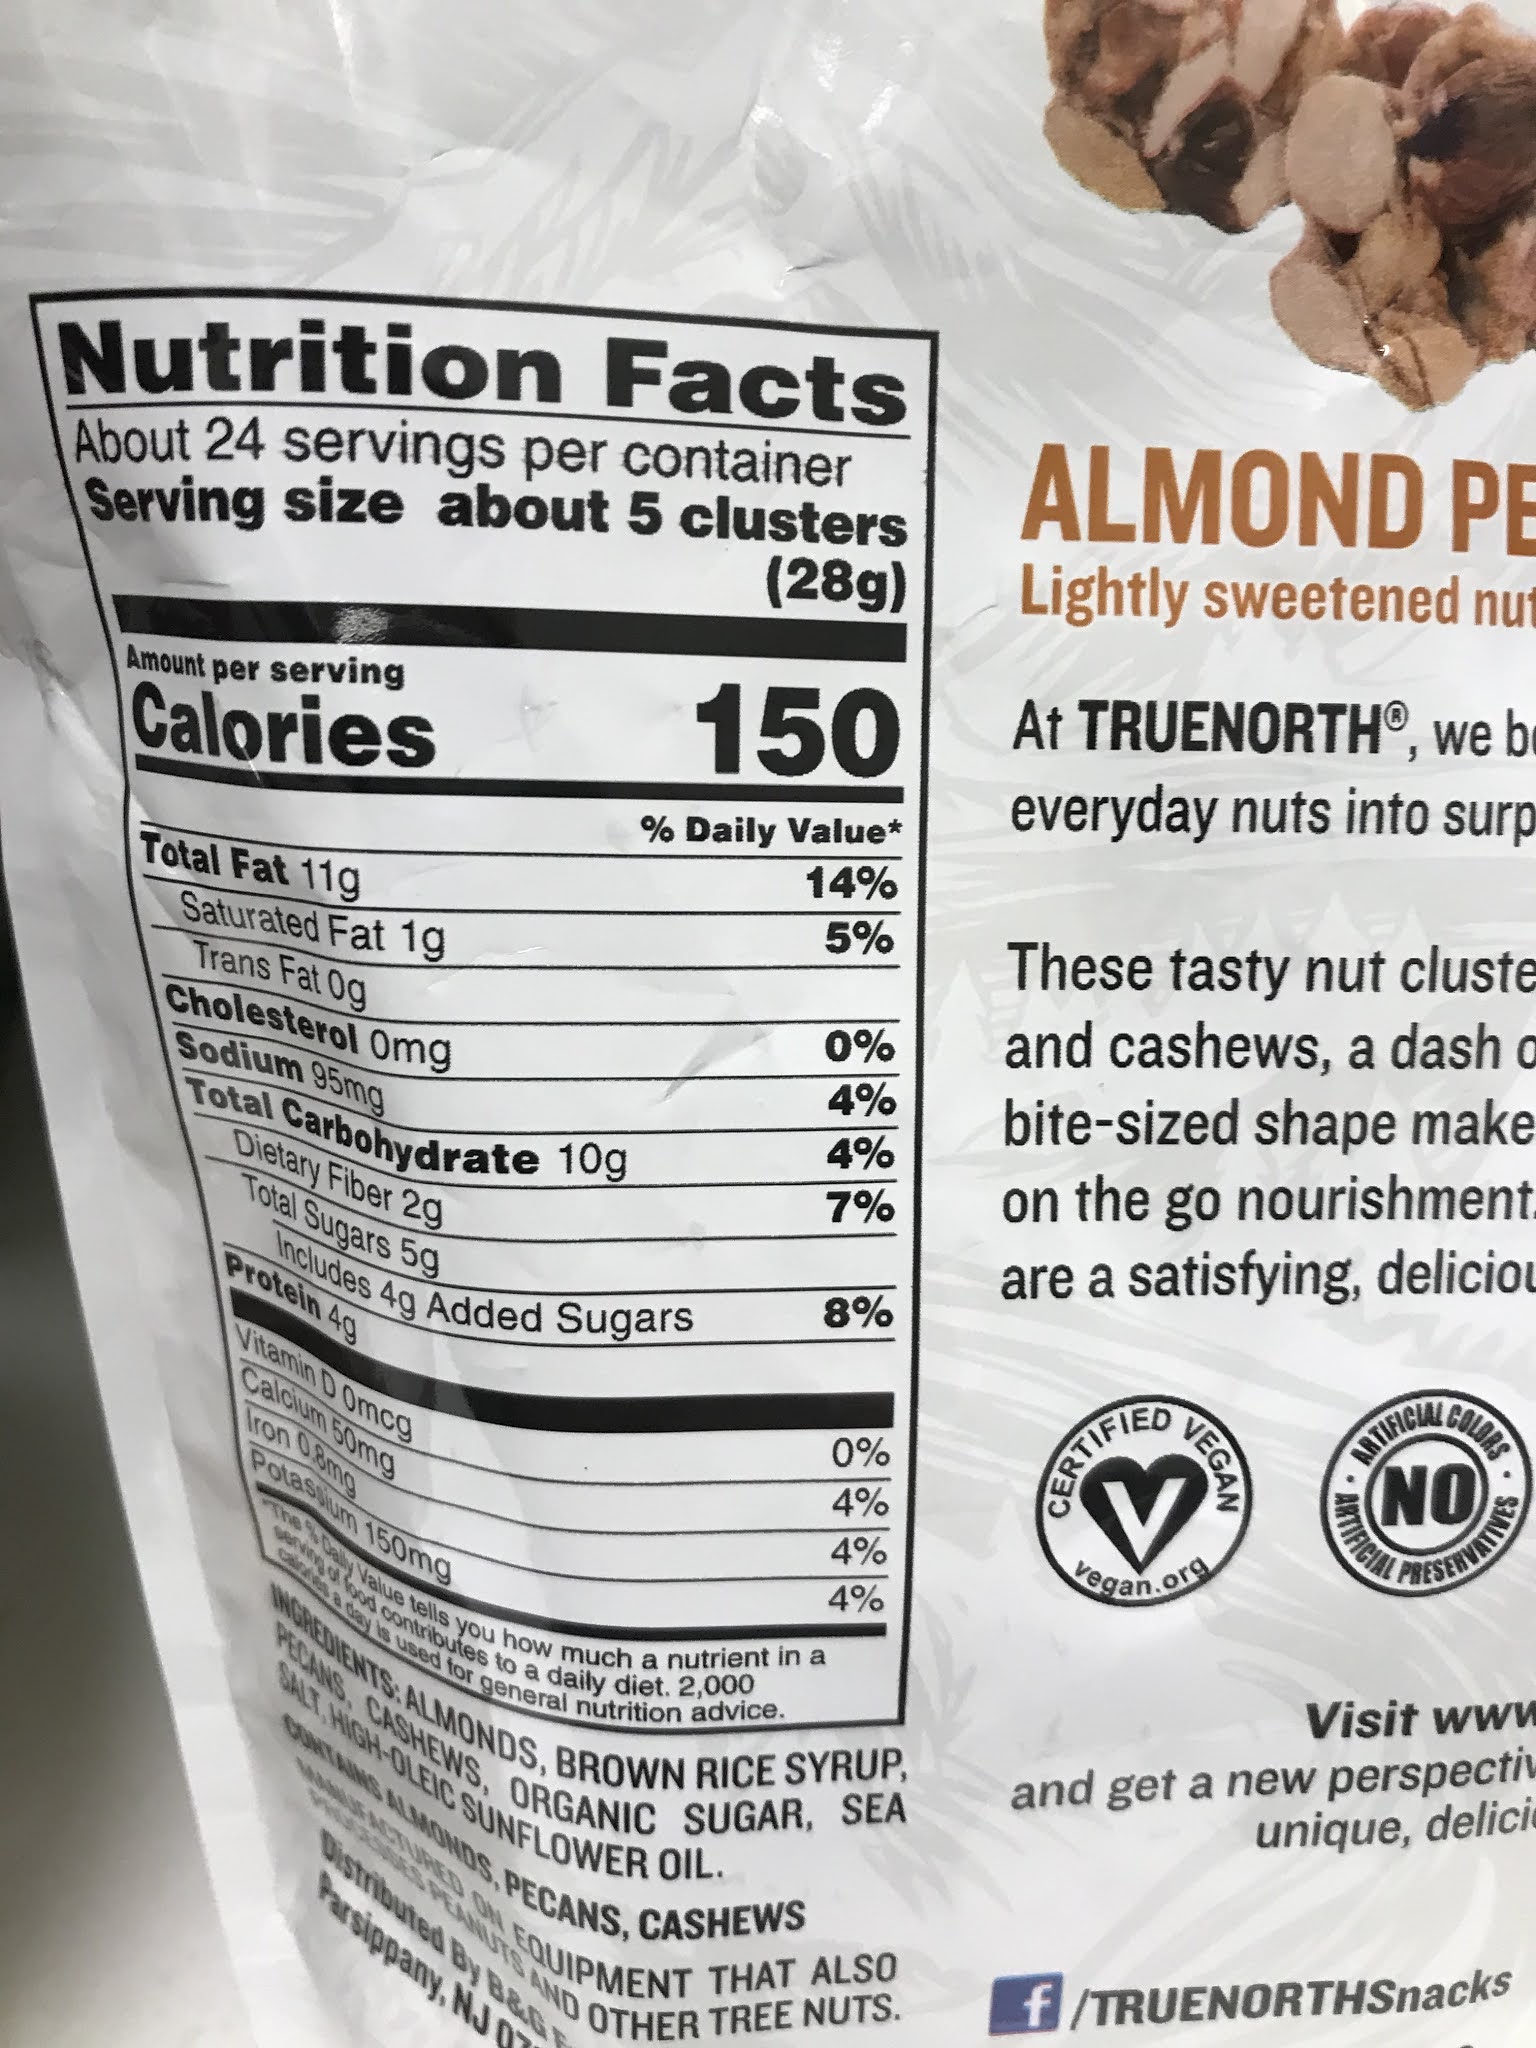 Nutrition Facts
About 24 servings per container
Serving size about 5 clusters
(28g)
Amount per serving
Calories 150
% Daily Value*
Total Fat 11g 14%
Saturated Fat 1g 5%
Trans Fat 0g
Cholesterol 0mg 0%
Sodium 95mg 4%
Total Carbohydrate 10g 4%
Dietary Fiber 2g 7%
Total Sugars 5g
Includes 4g Added Sugars 8%
Protein 4g
Vitamin D 0mcg 0%
Calcium 50mg 4%
Iron 0.8mg 4%
Potassium 150mg 4%
*The % Daily Value tells you how much a nutrient in a
serving of food contributes to a daily diet. 2,000
calories a day is used for general nutrition advice.
INGREDIENTS: ALMONDS, BROWN RICE SYRUP,
PECANS, CASHEWS, ORGANIC SUGAR, SEA
SALT, HIGH-OLEIC SUNFLOWER OIL.
CONTAINS ALMONDS, PECANS, CASHEWS
MANUFACTURED ON EQUIPMENT THAT ALSO
PROCESSES PEANUTS AND OTHER TREE NUTS.
Distributed By B&G
Parsippany, NJ
ALMOND PE
Lightly sweetened nut
At TRUENORTH®, we be
everyday nuts into surp
These tasty nut cluste
and cashews, a dash o
bite-sized shape make
on the go nourishment.
are a satisfying, deliciou
CERTIFIED VEGAN
V
vegan.org
ARTIFICIAL COLORS
NO
ARTIFICIAL PRESERVATIVES
Visit www
and get a new perspectiv
unique, delici
f /TRUENORTHSnacks